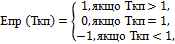 1, якщо Ткп > 1,
Епр (Ткп) = { 0, якщо Ткп = 1,
−1, якщо Ткп < 1,